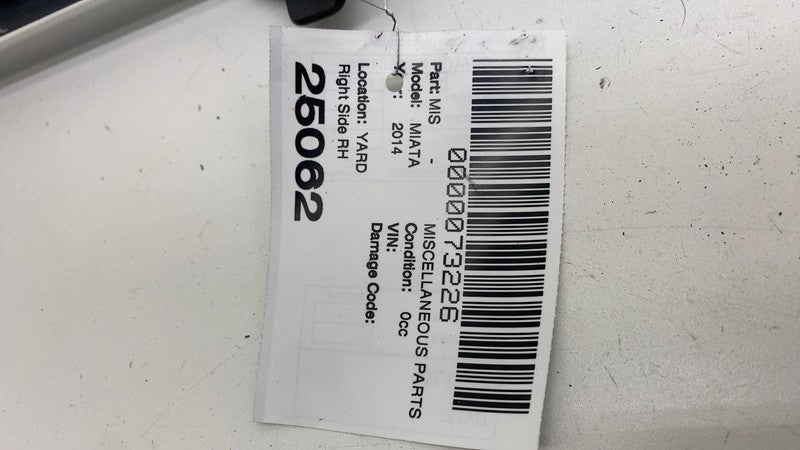 0000073226
Part: MIS - MISCELLANEOUS PARTS
Model: MIATA Condition: 0cc
2014 VIN:
Damage Code:
Location: YARD
Right Side RH
25062